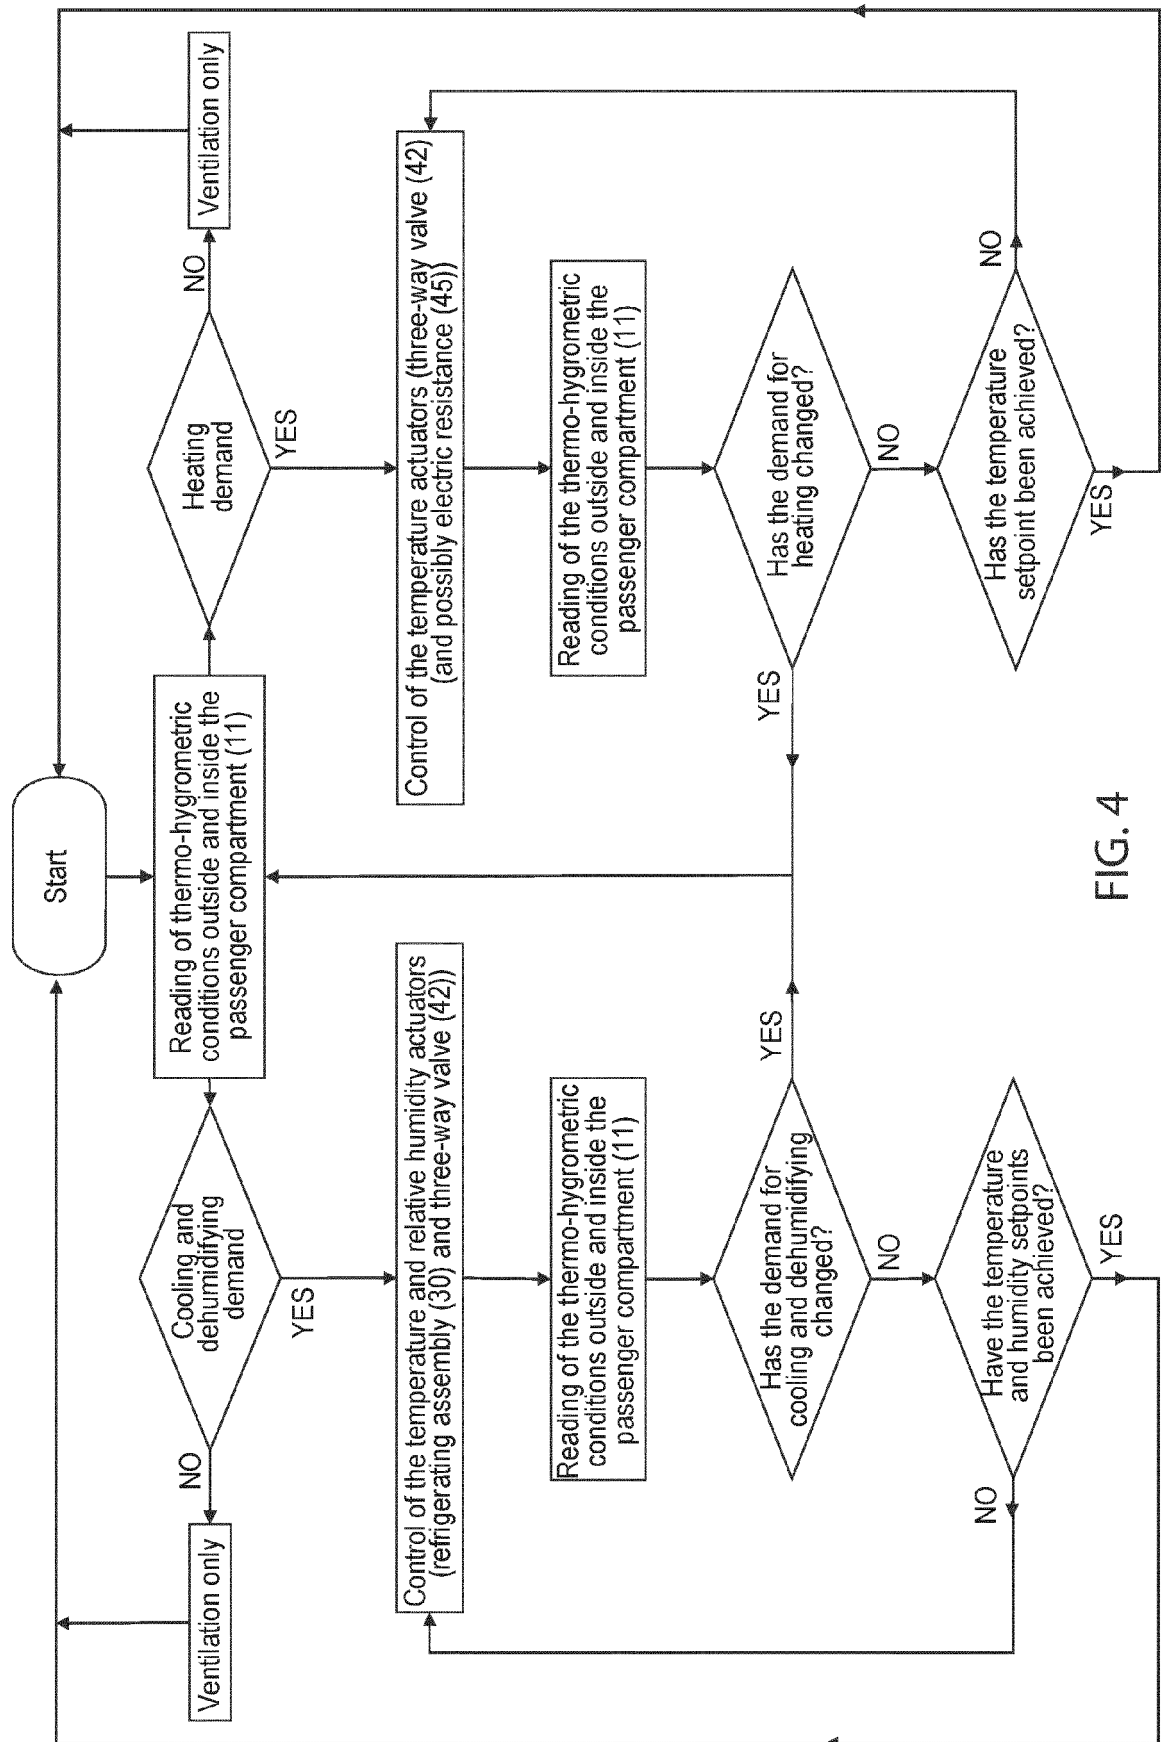 Start
Reading of thermo-hygrometric
conditions outside and inside the
passenger compartment (11)
Cooling and
dehumidifying
demand
NO
Ventilation only
YES
Control of the temperature and relative humidity actuators
(refrigerating assembly (30) and three-way valve (42))
Reading of the thermo-hygrometric
conditions outside and inside the
passenger compartment (11)
Has the demand for
cooling and dehumidifying
changed?
YES
NO
Have the temperature
and humidity setpoints
been achieved?
NO
YES
Heating
demand
NO
Ventilation only
YES
Control of the temperature actuators (three-way valve (42)
(and possibly electric resistance (45))
Reading of the thermo-hygrometric
conditions outside and inside the
passenger compartment (11)
Has the demand for
heating changed?
YES
NO
Has the temperature
setpoint been achieved?
NO
YES
FIG. 4